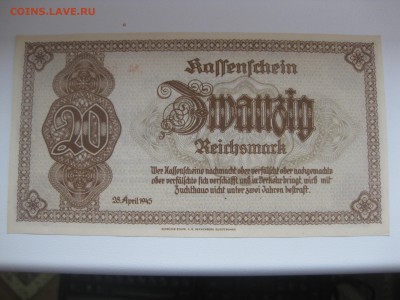 COINS.LAVE.RU
Kassenschein
20
Zwanzig
Reichsmark
Wer Kassenscheine nachmacht oder verfälscht oder nachgemachte
oder verfälschte sich verschafft und in Verkehr bringt, wird mit
Zuchthaus nicht unter zwei Jahren bestraft.
28. April 1945